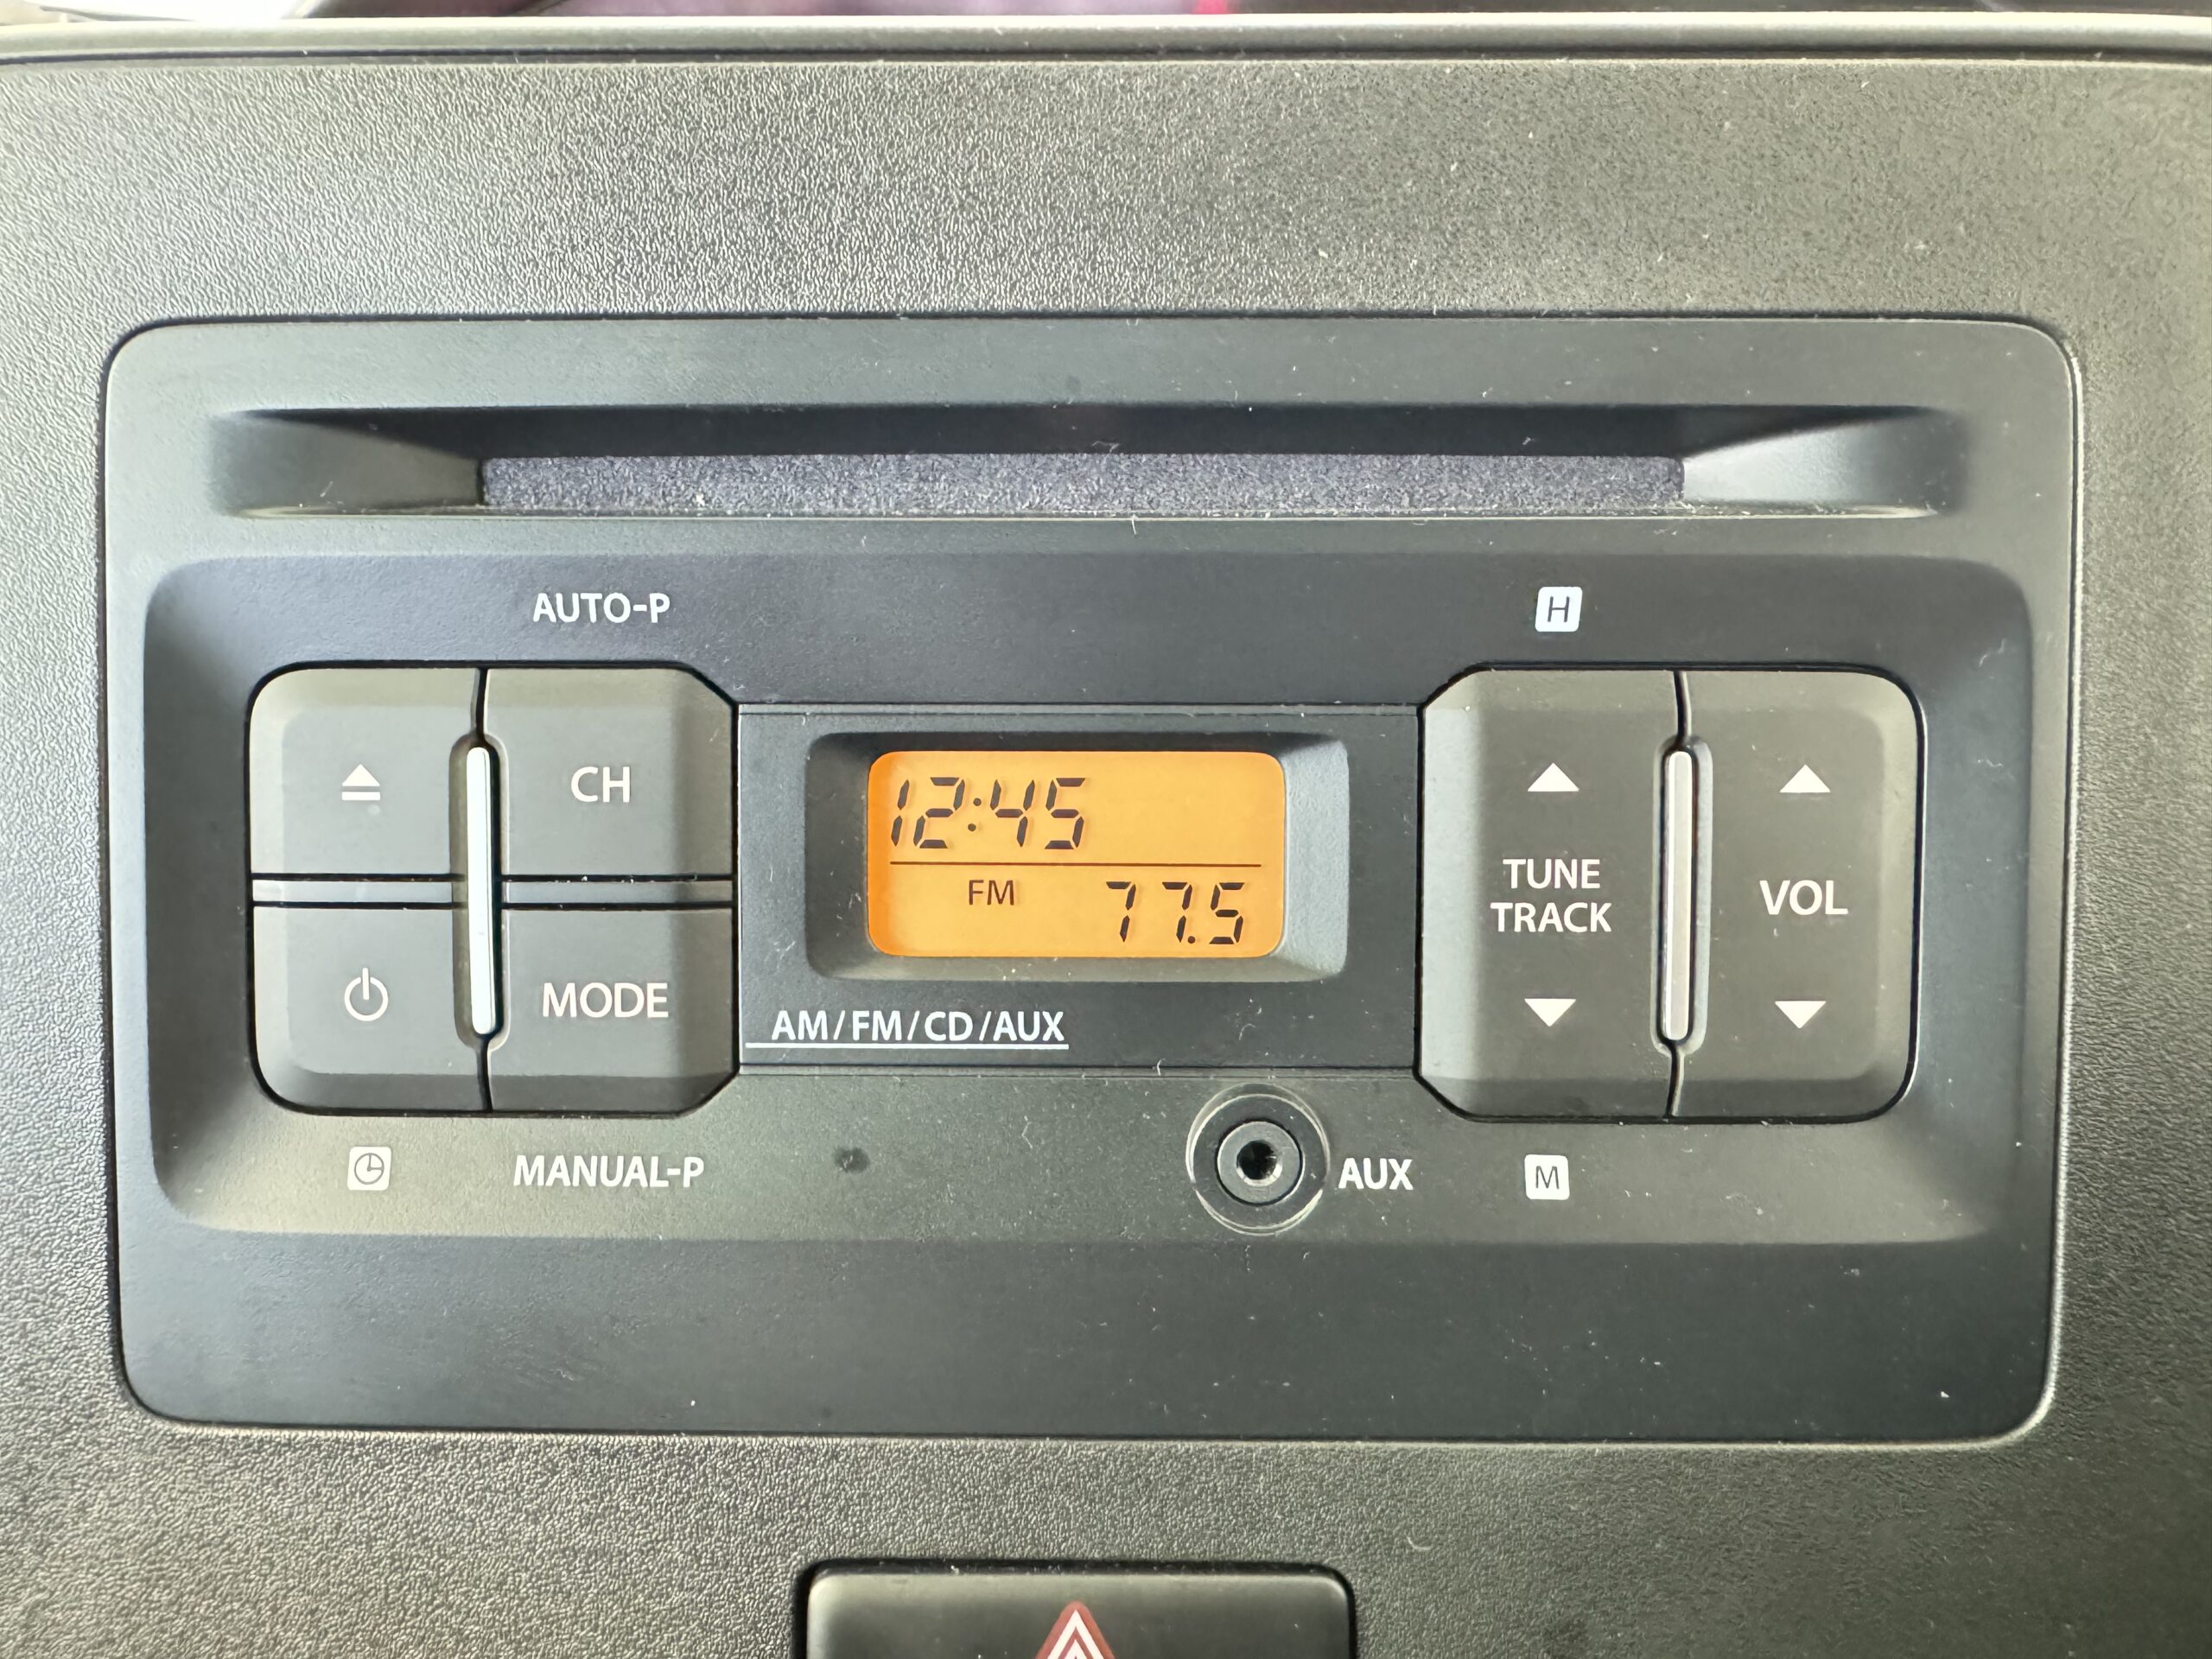 AUTO-P
H
CH
12:45
FM 77.5
TUNE
TRACK
VOL
MODE
AM/FM/CD/AUX
MANUAL-P
AUX
M